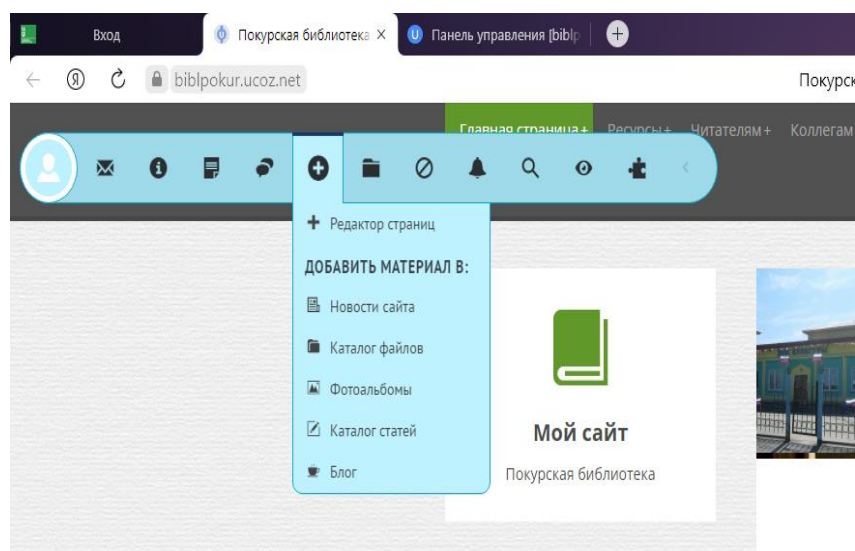 Вход
Покурская библиотека
Панель управления [biblp
biblpokur.ucoz.net
Покурск
Главная страница +
Ресурсы +
Читателям +
Коллегам
Редактор страниц
ДОБАВИТЬ МАТЕРИАЛ В:
Новости сайта
Каталог файлов
Фотоальбомы
Каталог статей
Блог
Мой сайт
Покурская библиотека